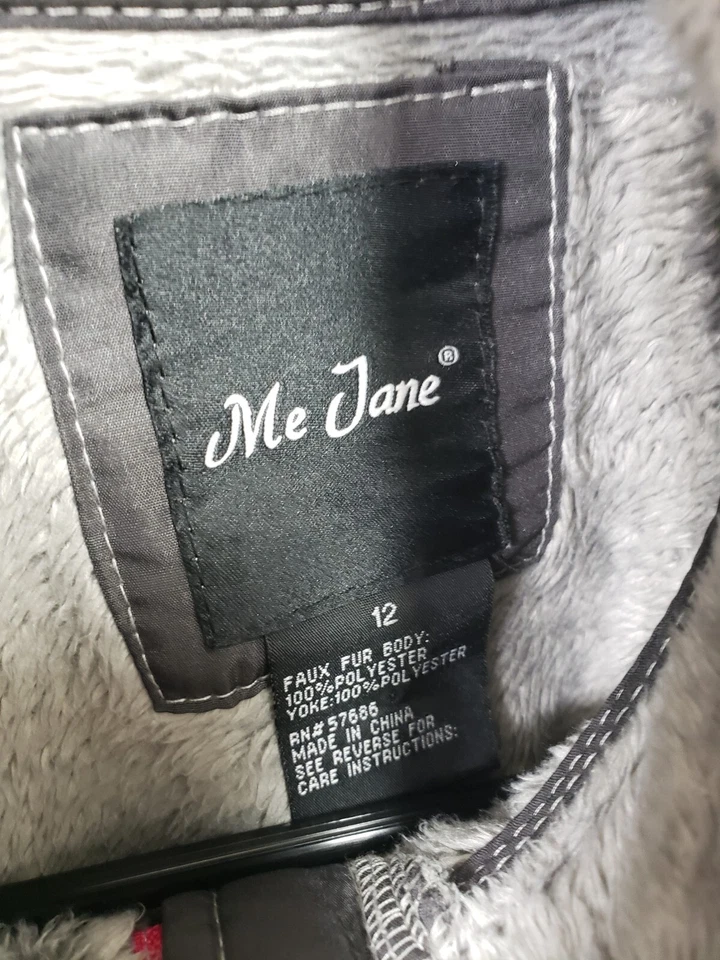 Me Jane®
12
FAUX FUR BODY:
100%POLYESTER
YOKE:100%POLYESTER
RN#57686
MADE IN CHINA
SEE REVERSE FOR
CARE INSTRUCTIONS: